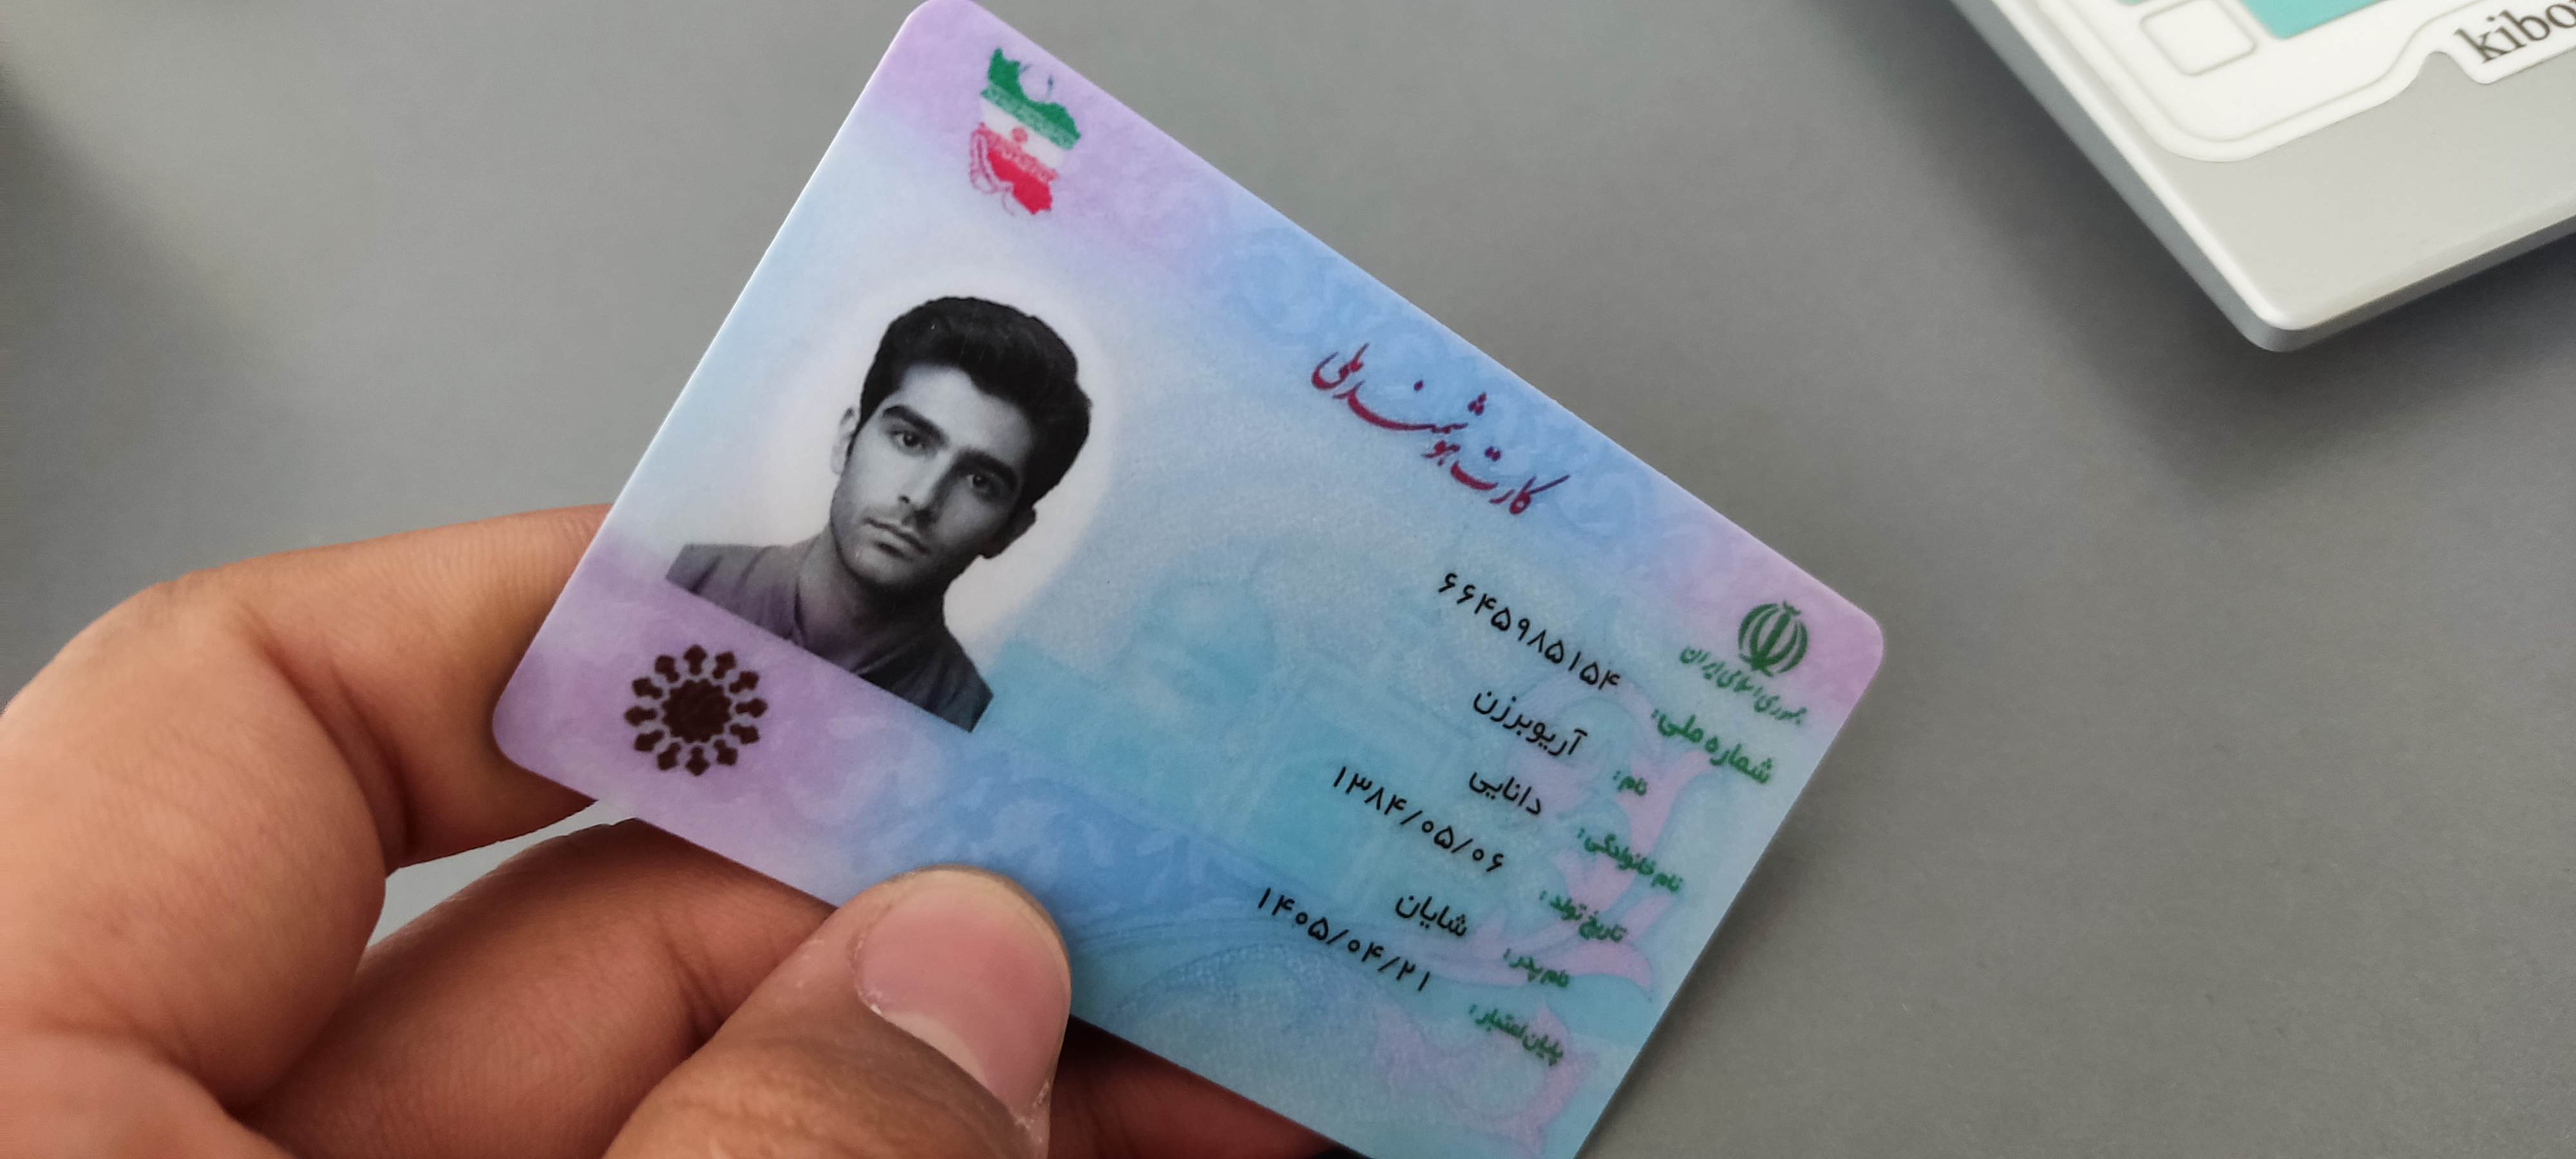 کارت هوشمند ملی
جمهوری اسلامی ایران
شماره ملی: ۶۶۴۵۹۸۵۱۵۴
نام: آریوبرزن
نام خانوادگی: دانایی
تاریخ تولد: ۱۳۸۴/۰۵/۰۶
نام پدر: شایان
پایان اعتبار: ۱۴۰۵/۰۴/۲۱